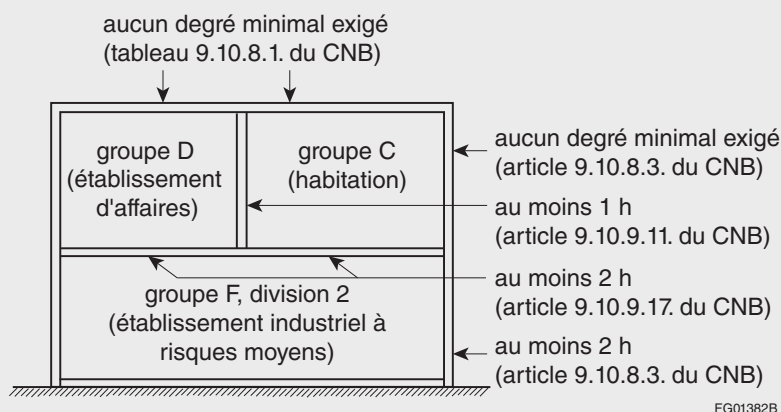 aucun degré minimal exigé
(tableau 9.10.8.1. du CNB)
groupe D
(établissement
d'affaires)
groupe C
(habitation)
aucun degré minimal exigé
(article 9.10.8.3. du CNB)
au moins 1 h
(article 9.10.9.11. du CNB)
groupe F, division 2
(établissement industriel à
risques moyens)
au moins 2 h
(article 9.10.9.17. du CNB)
au moins 2 h
(article 9.10.8.3. du CNB)
EG01382B